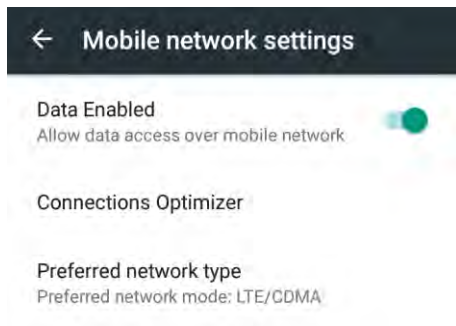 Mobile network settings
Data Enabled
Allow data access over mobile network
Connections Optimizer
Preferred network type
Preferred network mode: LTE/CDMA